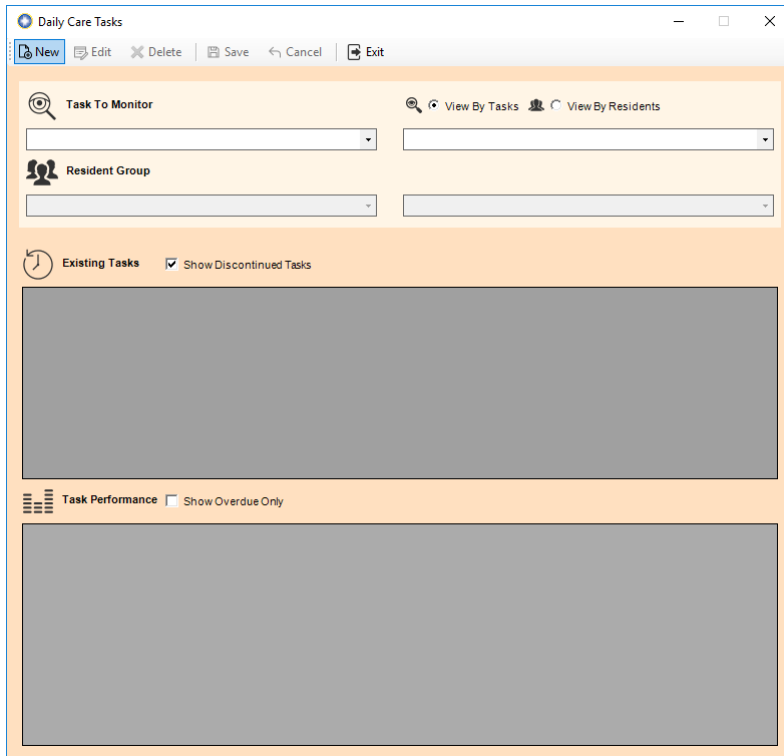 Daily Care Tasks
New Edit Delete Save Cancel Exit
Task To Monitor View By Tasks View By Residents
Resident Group
Existing Tasks Show Discontinued Tasks
Task Performance Show Overdue Only